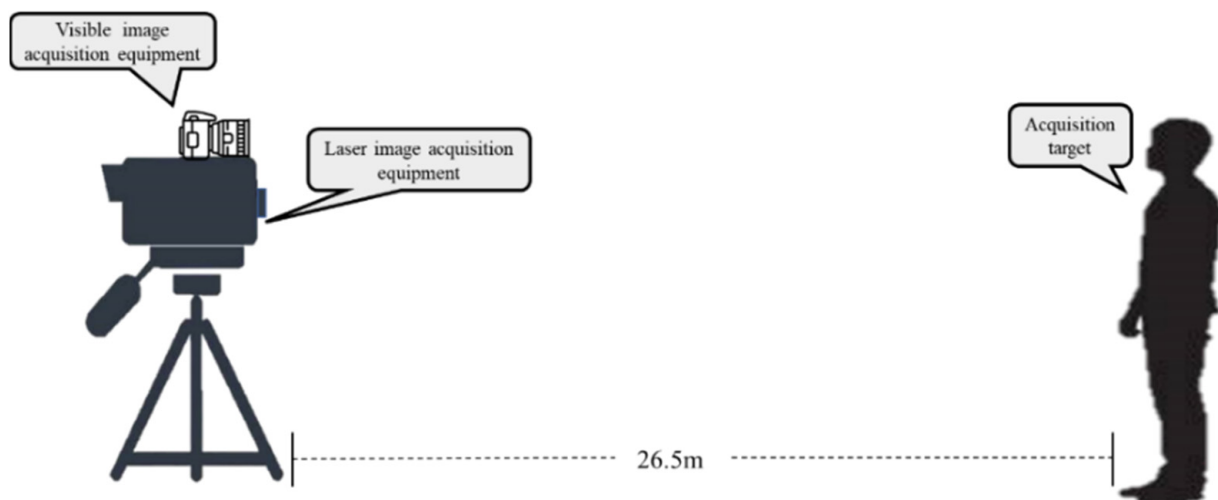 Visible image
acquisition equipment
Laser image acquisition
equipment
Acquisition
target
26.5m